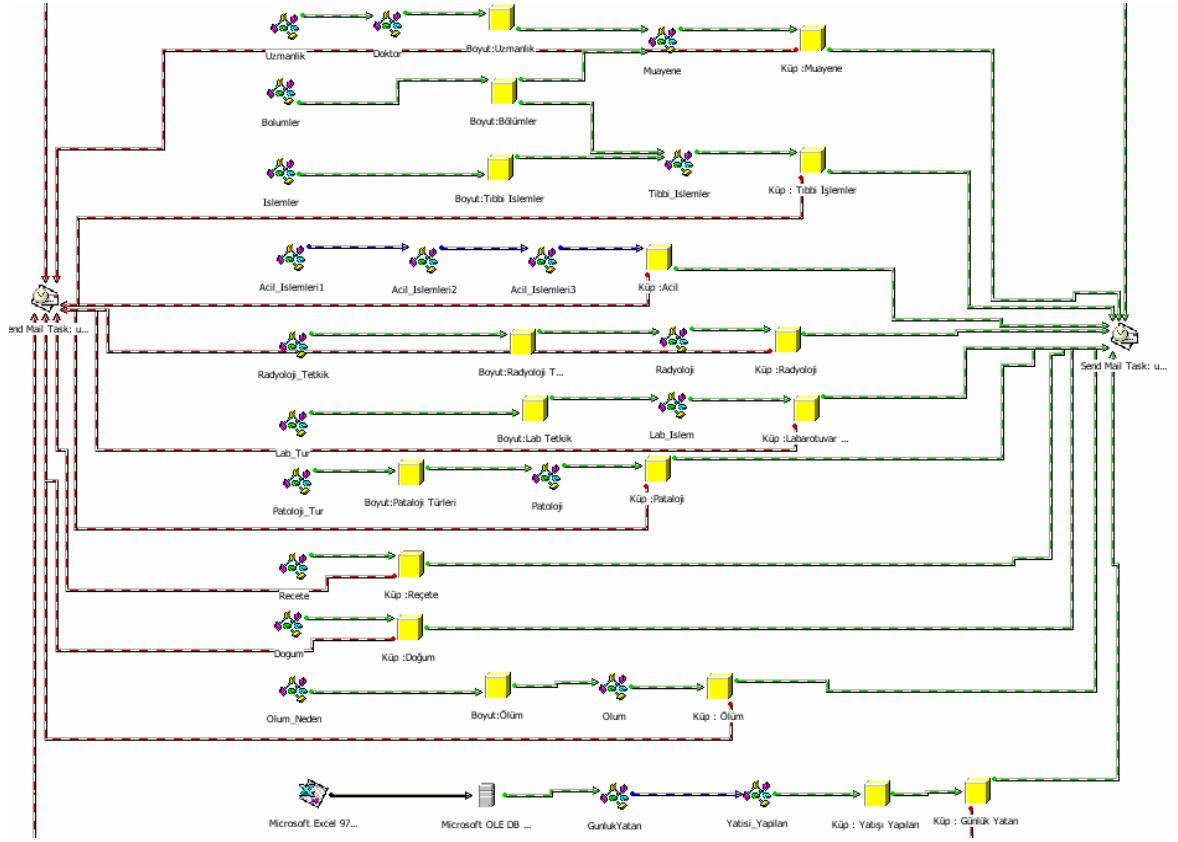 Uzmanlik
Doktor
Boyut:Uzmanlık
Muayene
Küp :Muayene
Bolumler
Boyut:Bölümler
Islemler
Boyut:Tıbbi Islemler
Tibbi_Islemler
Küp : Tıbbi İşlemler
Acil_Islemleri1
Acil_Islemleri2
Acil_Islemleri3
Küp :Acil
end Mail Task: u...
Send Mail Task: u...
Radyoloji_Tetkik
Boyut:Radyoloji T...
Radyoloji
Küp :Radyoloji
Lab_Tur
Boyut:Lab Tetkik
Lab_Islem
Küp :Labarotuvar ...
Patoloji_Tur
Boyut:Pataloji Türleri
Patoloji
Küp :Pataloji
Recete
Küp :Reçete
Dogum
Küp :Doğum
Olum_Neden
Boyut:Ölüm
Olum
Küp : Ölüm
Microsoft Excel 97...
Microsoft OLE DB ...
GunlukYatan
Yatisi_Yapilan
Küp : Yatışı Yapılan
Küp : Günlük Yatan